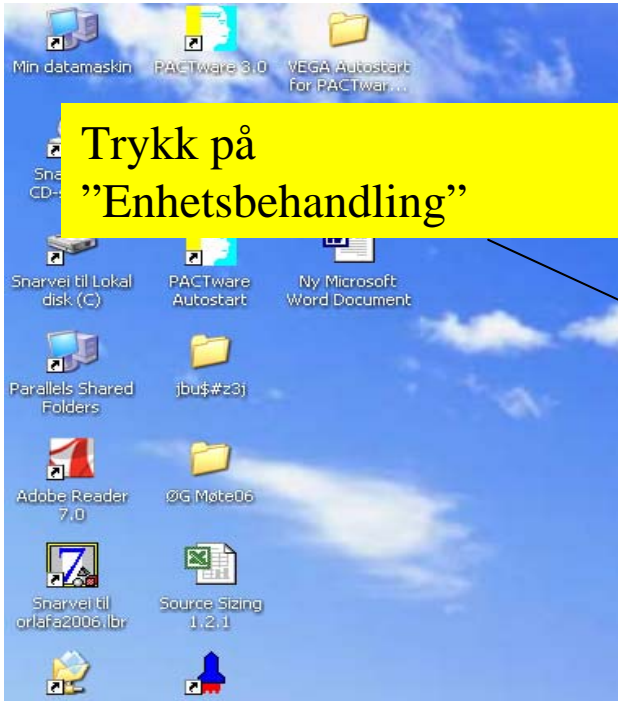 Min datamaskin
PACTware 3.0
VEGA Autostart
for PACTwar...
Trykk på
”Enhetsbehandling”
Sna
CD-s
Snarvei til Lokal
disk (C)
PACTware
Autostart
Ny Microsoft
Word Document
Parallels Shared
Folders
jbu$#z3j
Adobe Reader
7.0
ØG Møte06
Snarvei til
orlafa2006.lbr
Source Sizing
1.2.1